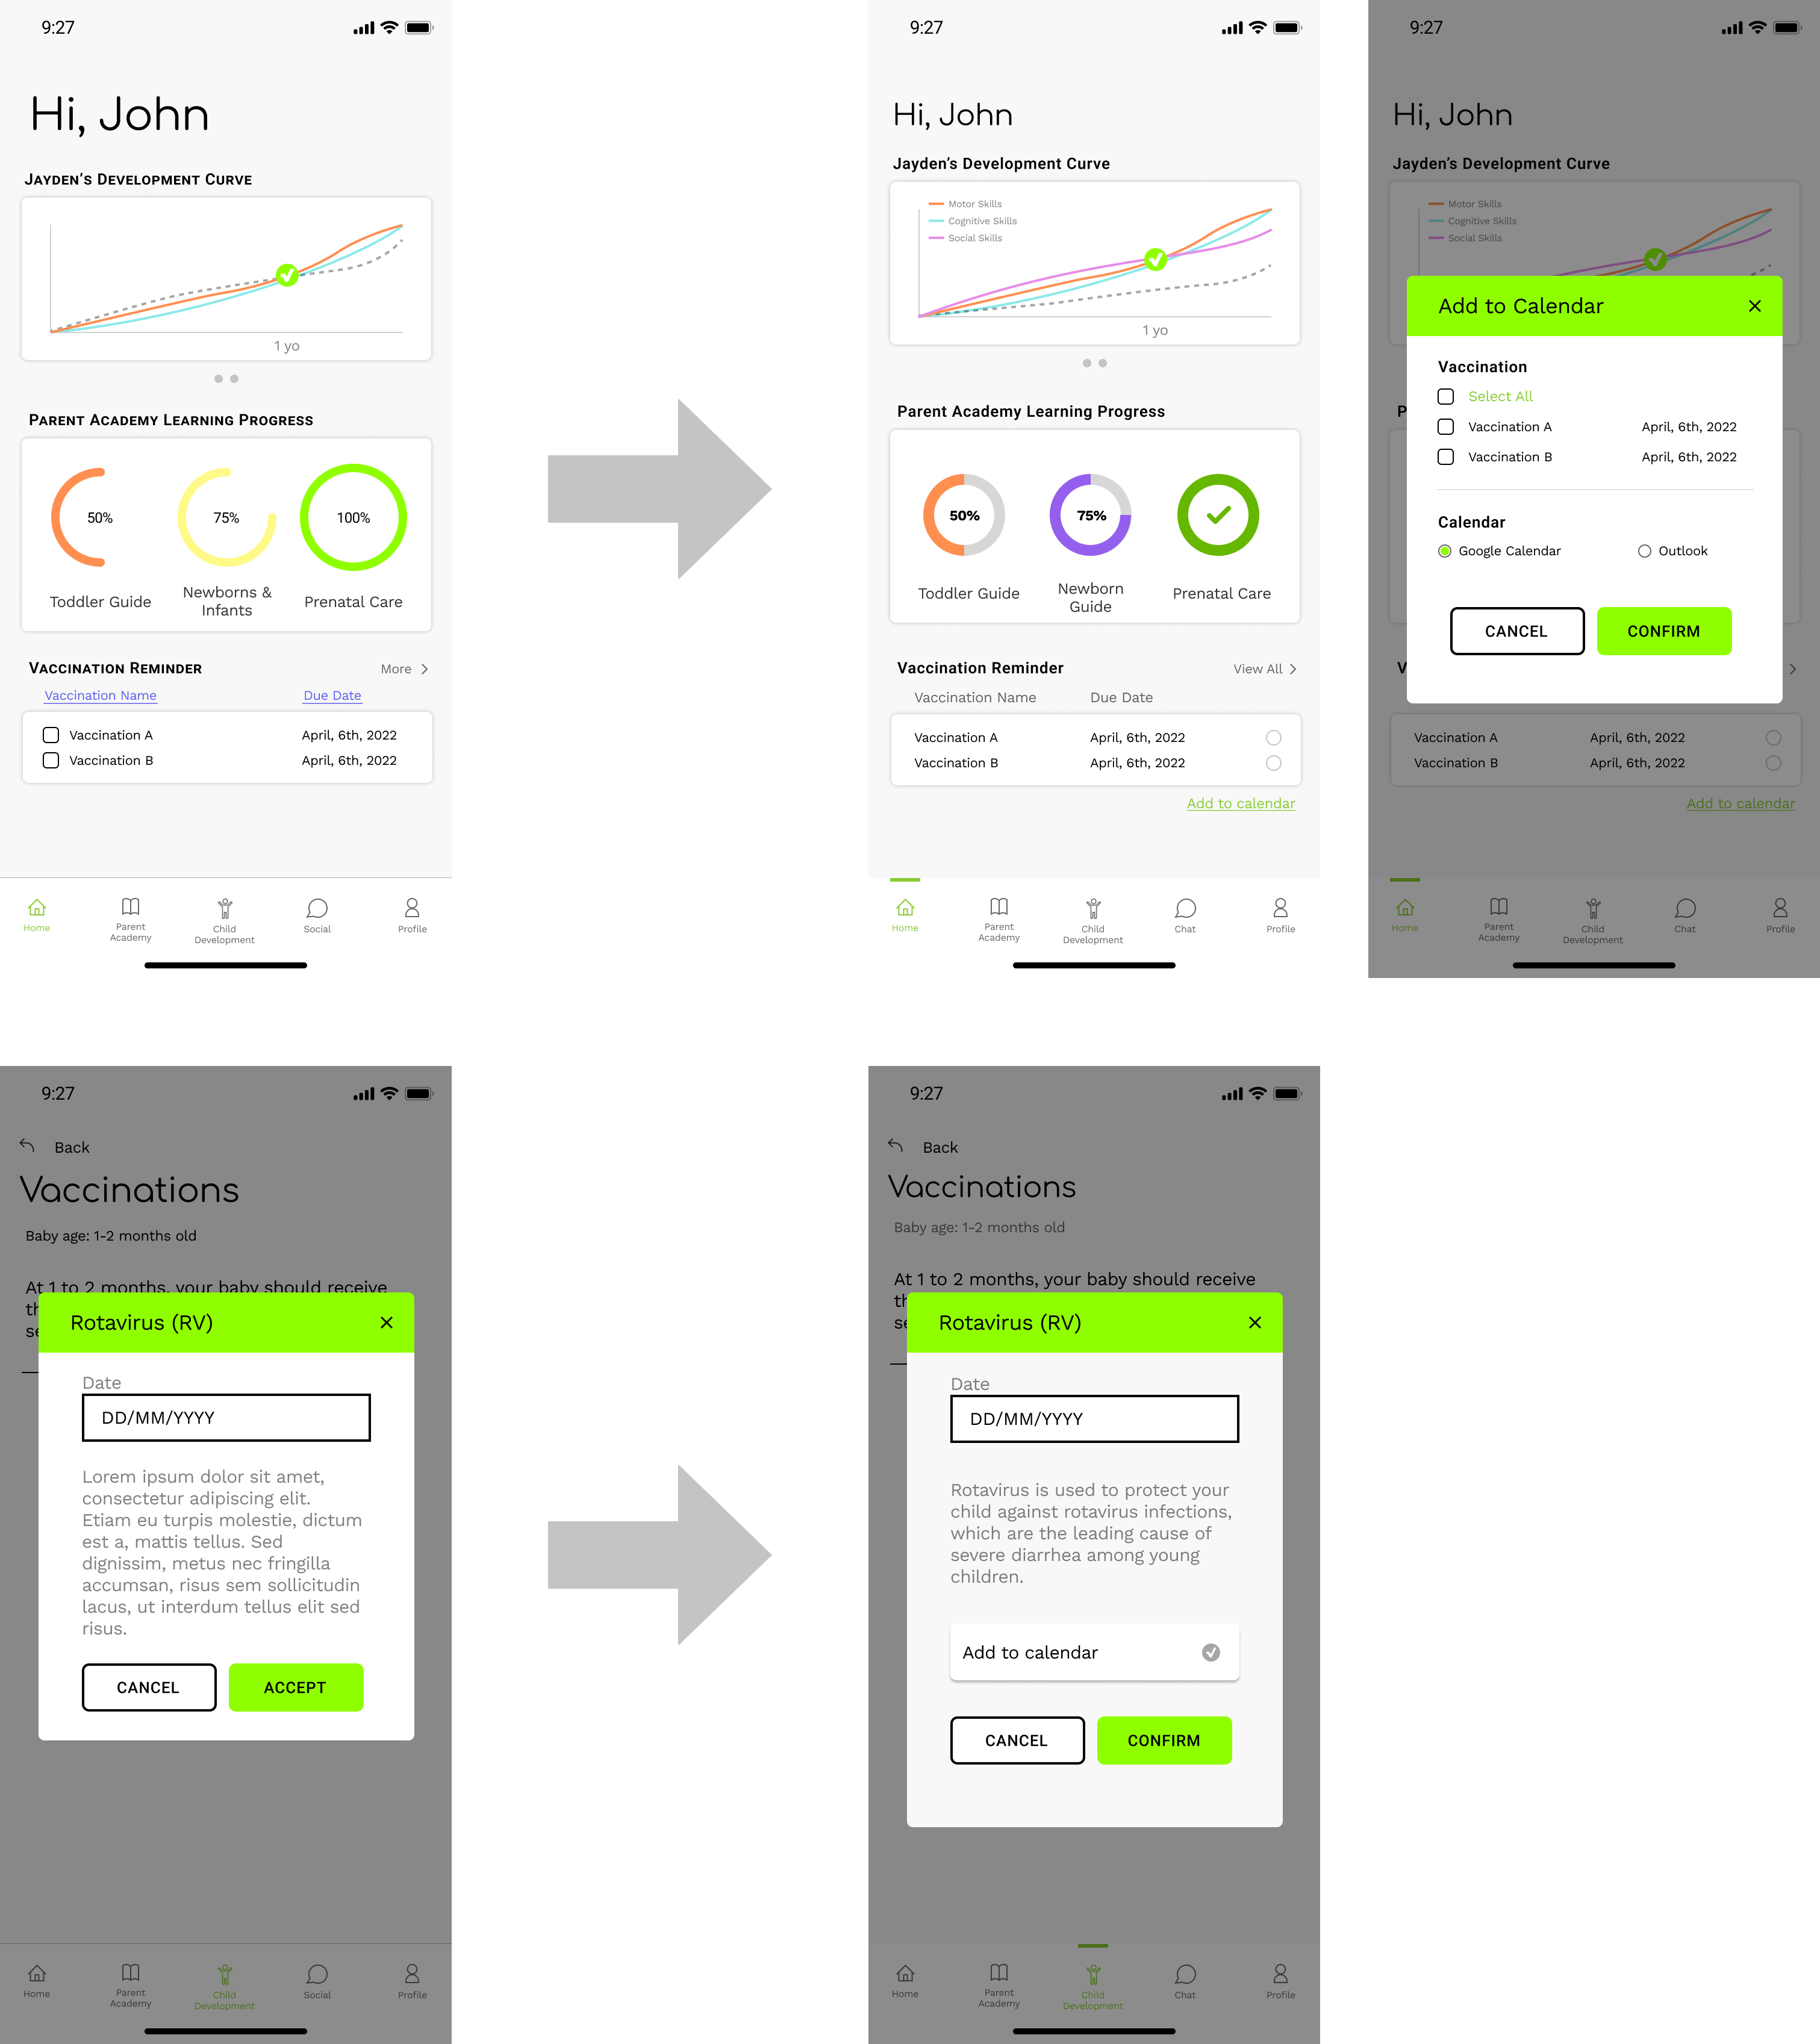 9:27
Hi, John
JAYDEN'S DEVELOPMENT CURVE
1 yo
PARENT ACADEMY LEARNING PROGRESS
50%
75%
100%
Toddler Guide
Newborns &
Infants
Prenatal Care
VACCINATION REMINDER
More
Vaccination Name
Due Date
Vaccination A
April, 6th, 2022
Vaccination B
April, 6th, 2022
Home
Parent
Academy
Child
Development
Social
Profile
9:27
Hi, John
Jayden's Development Curve
Motor Skills
Cognitive Skills
Social Skills
1 yo
Parent Academy Learning Progress
50%
75%
Toddler Guide
Newborn
Guide
Prenatal Care
Vaccination Reminder
View All
Vaccination Name
Due Date
Vaccination A
April, 6th, 2022
Vaccination B
April, 6th, 2022
Add to calendar
Home
Parent
Academy
Child
Development
Chat
Profile
9:27
Hi, John
Jayden's Development Curve
Motor Skills
Cognitive Skills
Social Skills
Add to Calendar
Vaccination
Select All
Vaccination A
April, 6th, 2022
Vaccination B
April, 6th, 2022
Calendar
Google Calendar
Outlook
CANCEL
CONFIRM
P
V
Vaccination A
April, 6th, 2022
Vaccination B
April, 6th, 2022
Add to calendar
Home
Parent
Academy
Child
Development
Chat
Profile
9:27
Back
Vaccinations
Baby age: 1-2 months old
At 1 to 2 months, your baby should receive
th
se
Rotavirus (RV)
Date
DD/MM/YYYY
Lorem ipsum dolor sit amet,
consectetur adipiscing elit.
Etiam eu turpis molestie, dictum
est a, mattis tellus. Sed
dignissim, metus nec fringilla
accumsan, risus sem sollicitudin
lacus, ut interdum tellus elit sed
risus.
CANCEL
ACCEPT
Home
Parent
Academy
Child
Development
Social
Profile
9:27
Back
Vaccinations
Baby age: 1-2 months old
At 1 to 2 months, your baby should receive
th
se
Rotavirus (RV)
Date
DD/MM/YYYY
Rotavirus is used to protect your
child against rotavirus infections,
which are the leading cause of
severe diarrhea among young
children.
Add to calendar
CANCEL
CONFIRM
Home
Parent
Academy
Child
Development
Chat
Profile